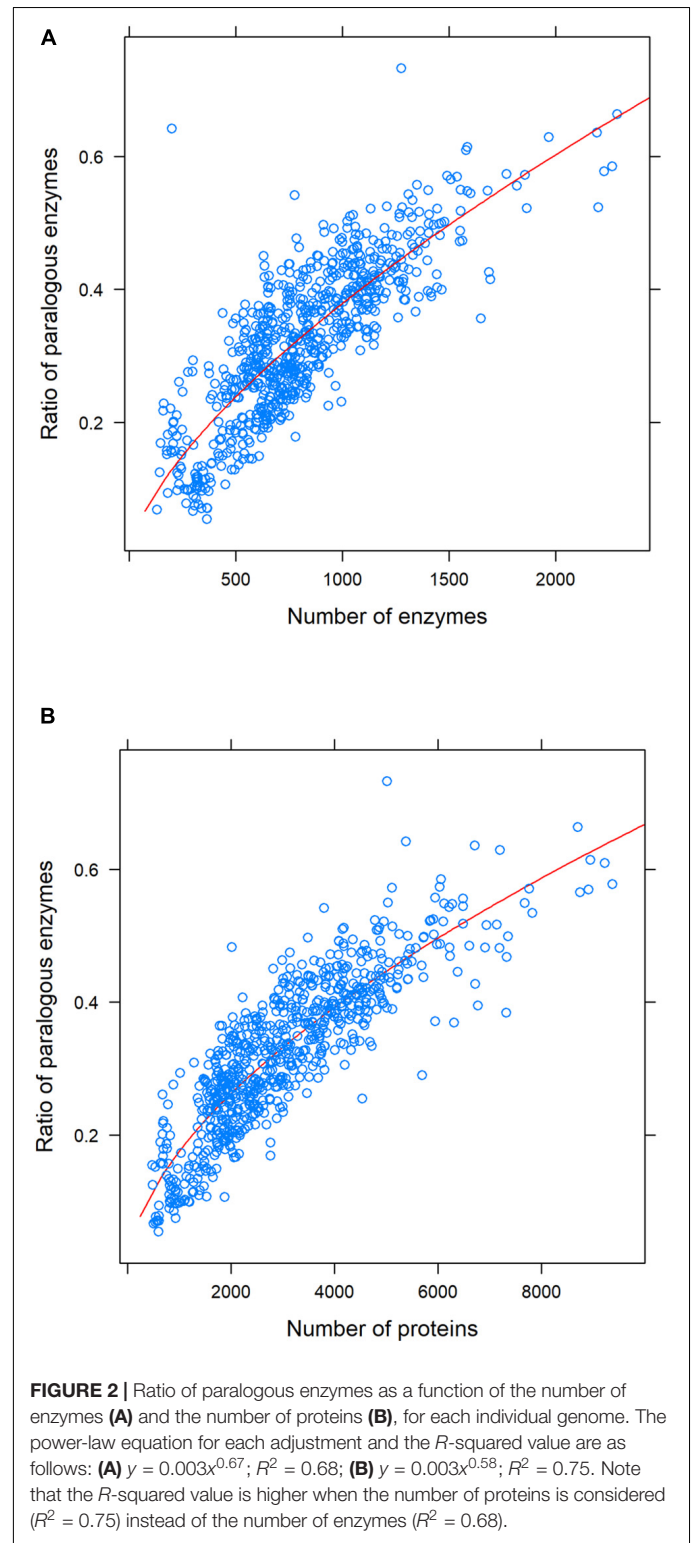 A
Ratio of paralogous enzymes
0.6
0.4
0.2
500 1000 1500 2000
Number of enzymes
B
Ratio of paralogous enzymes
0.6
0.4
0.2
2000 4000 6000 8000
Number of proteins
FIGURE 2 | Ratio of paralogous enzymes as a function of the number of
enzymes (A) and the number of proteins (B), for each individual genome. The
power-law equation for each adjustment and the R-squared value are as
follows: (A) y = 0.003x^0.67; R² = 0.68; (B) y = 0.003x^0.58; R² = 0.75. Note
that the R-squared value is higher when the number of proteins is considered
(R² = 0.75) instead of the number of enzymes (R² = 0.68).